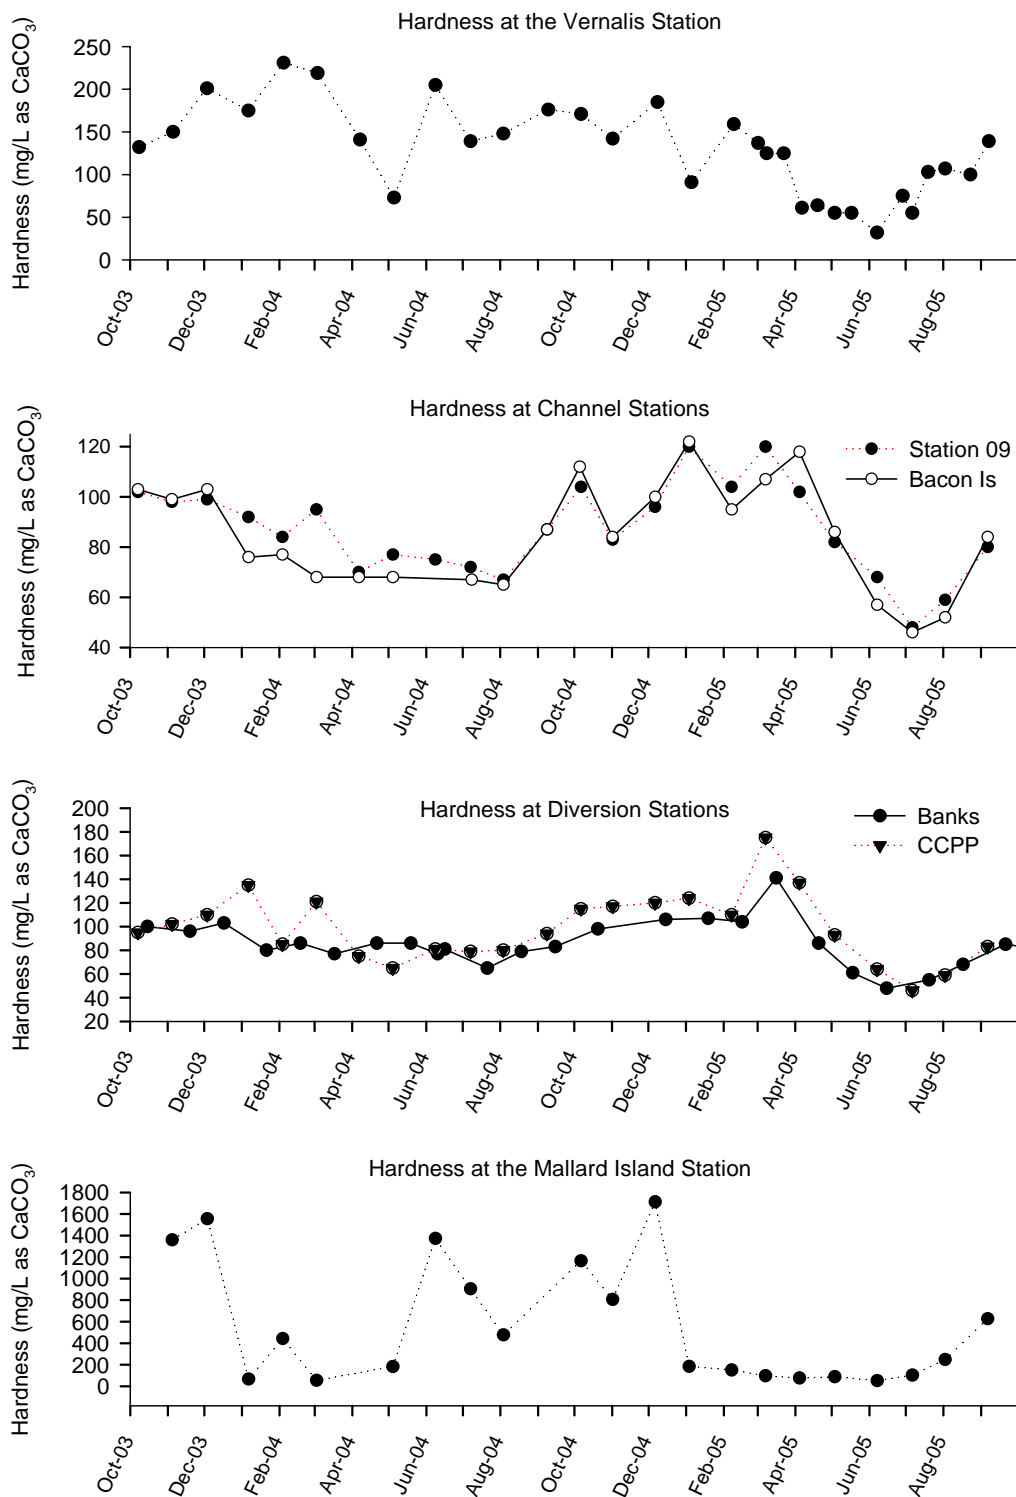 Hardness at the Vernalis Station
Hardness (mg/L as CaCO3)
250
200
150
100
50
0
Oct-03
Dec-03
Feb-04
Apr-04
Jun-04
Aug-04
Oct-04
Dec-04
Feb-05
Apr-05
Jun-05
Aug-05
Hardness at Channel Stations
Hardness (mg/L as CaCO3)
120
100
80
60
40
Station 09
Bacon Is
Oct-03
Dec-03
Feb-04
Apr-04
Jun-04
Aug-04
Oct-04
Dec-04
Feb-05
Apr-05
Jun-05
Aug-05
Hardness at Diversion Stations
Hardness (mg/L as CaCO3)
200
180
160
140
120
100
80
60
40
20
Banks
CCPP
Oct-03
Dec-03
Feb-04
Apr-04
Jun-04
Aug-04
Oct-04
Dec-04
Feb-05
Apr-05
Jun-05
Aug-05
Hardness at the Mallard Island Station
Hardness (mg/L as CaCO3)
1800
1600
1400
1200
1000
800
600
400
200
0
Oct-03
Dec-03
Feb-04
Apr-04
Jun-04
Aug-04
Oct-04
Dec-04
Feb-05
Apr-05
Jun-05
Aug-05